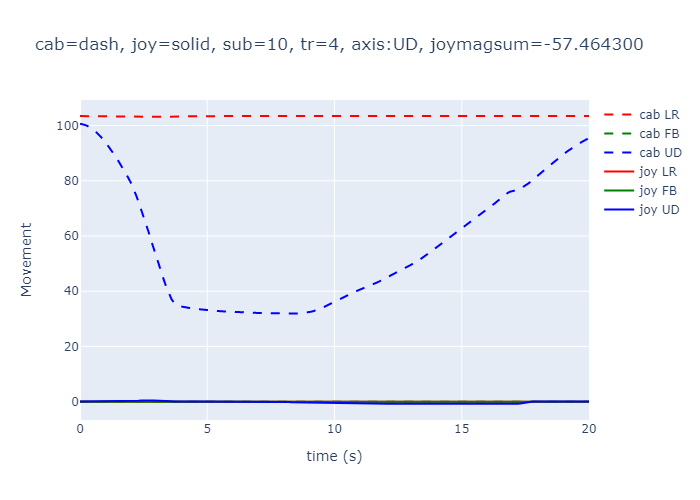 cab=dash, joy=solid, sub=10, tr=4, axis:UD, joymagsum=-57.464300
cab LR
cab FB
cab UD
joy LR
joy FB
joy UD
Movement
100
80
60
40
20
0
0 5 10 15 20
time (s)